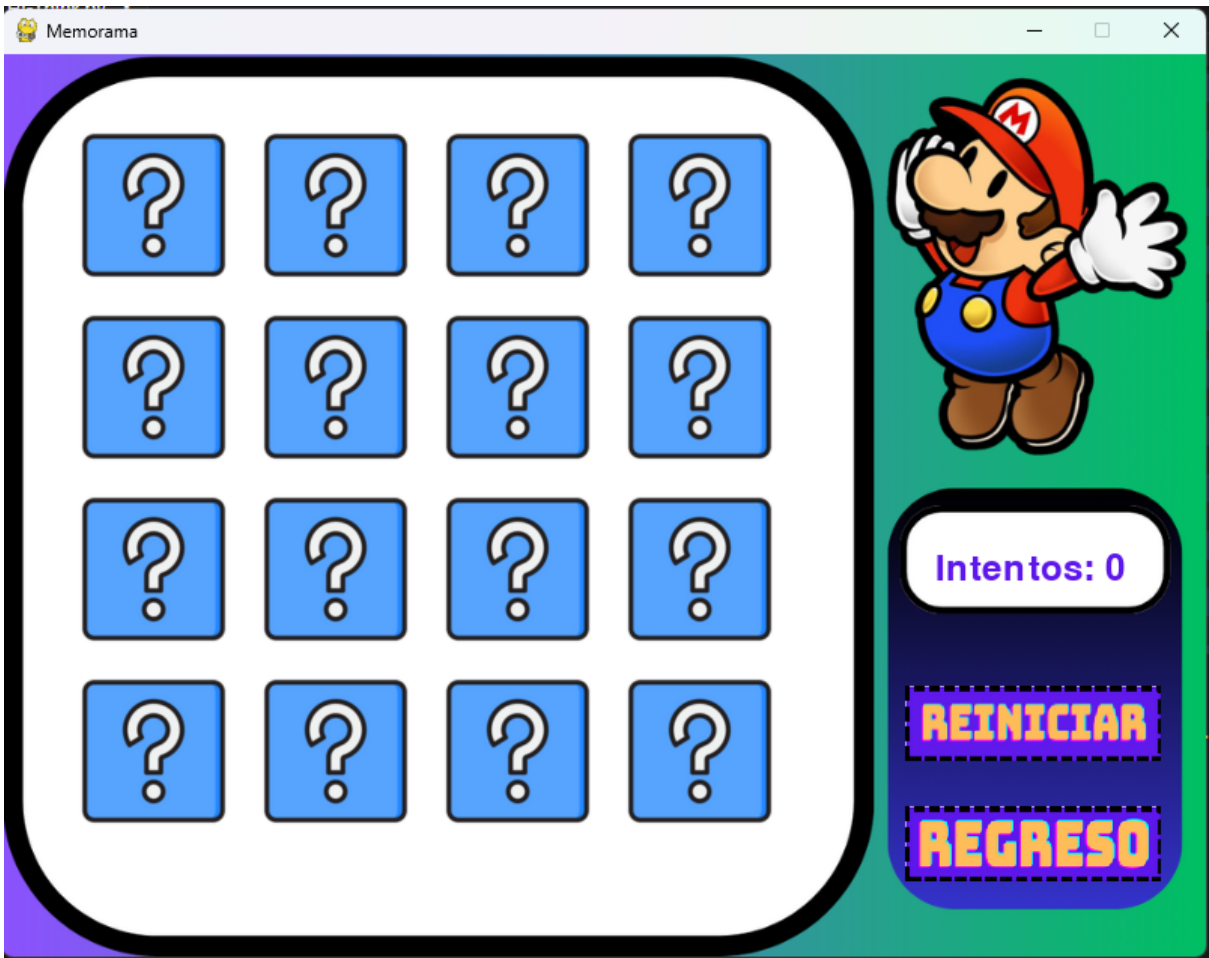 Memorama
? ? ? ?
? ? ? ?
? ? ? ?
? ? ? ?
M
Intentos: 0
REINICIAR
REGRESO